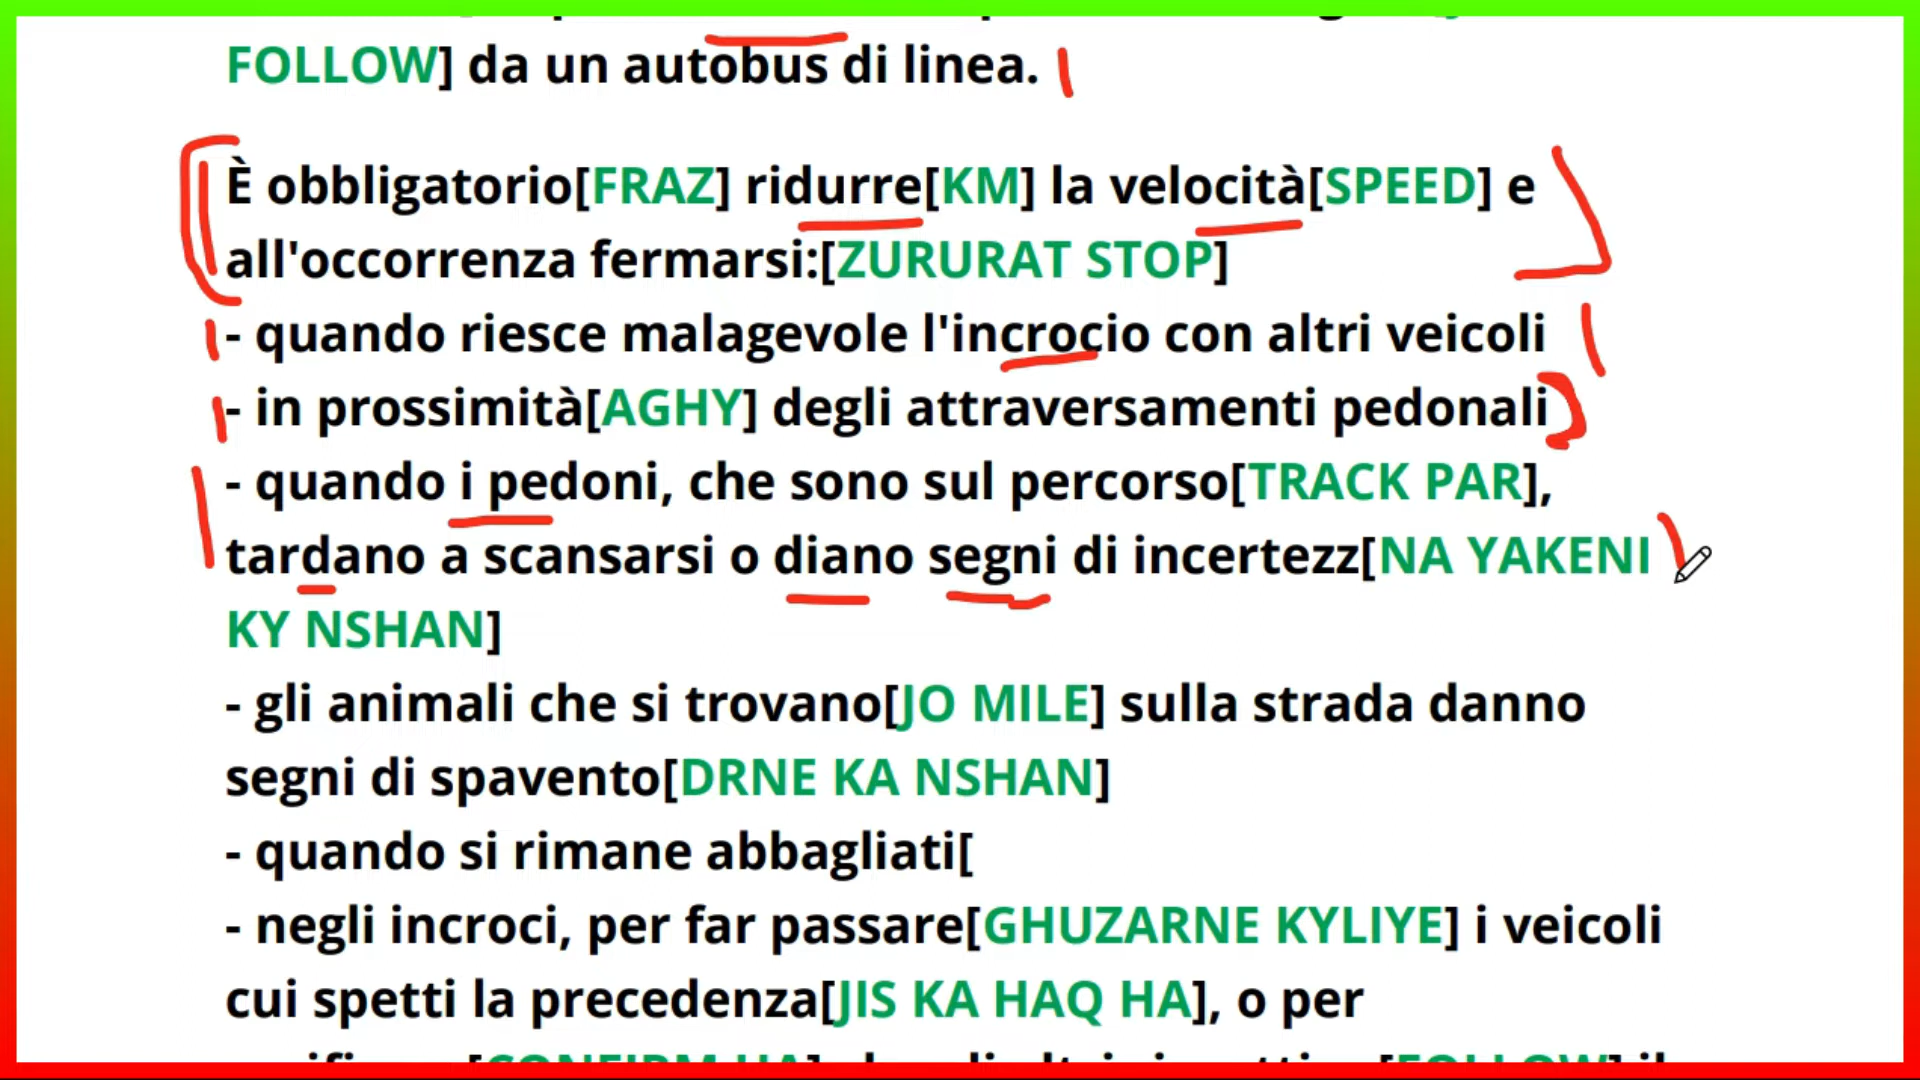 FOLLOW] da un autobus di linea.
È obbligatorio[FRAZ] ridurre[KM] la velocità[SPEED] e
all'occorrenza fermarsi:[ZURURAT STOP]
- quando riesce malagevole l'incrocio con altri veicoli
- in prossimità[AGHY] degli attraversamenti pedonali
- quando i pedoni, che sono sul percorso[TRACK PAR],
tardano a scansarsi o diano segni di incertezz[NA YAKENI
KY NSHAN]
- gli animali che si trovano[JO MILE] sulla strada danno
segni di spavento[DRNE KA NSHAN]
- quando si rimane abbagliati[
- negli incroci, per far passare[GHUZARNE KYLIYE] i veicoli
cui spetti la precedenza[JIS KA HAQ HA], o per